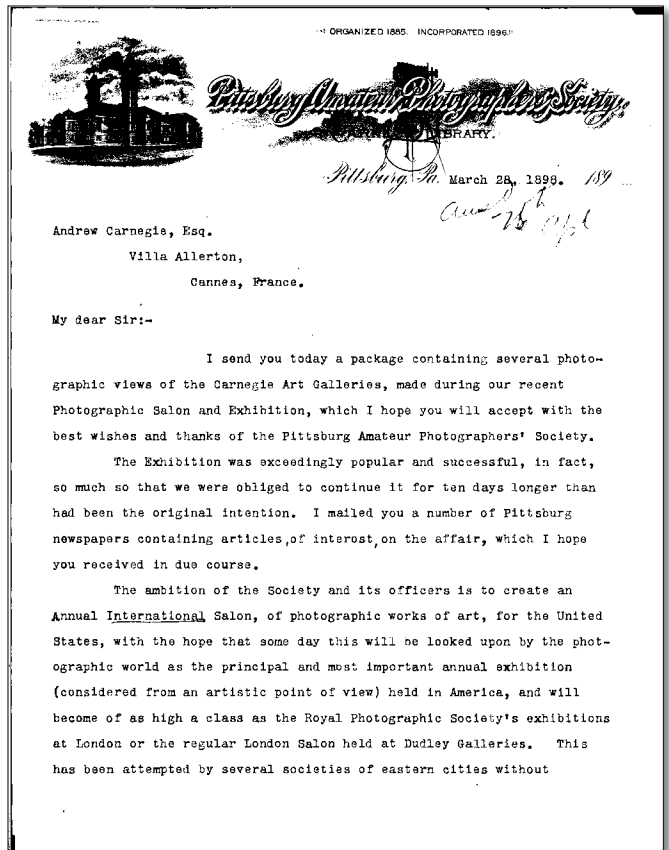 ORGANIZED 1885. INCORPORATED 1896.
Pittsburg Amateur Photographers' Society.
LIBRARY.
Pittsburg, Pa. March 28, 1898. 189
Andrew Carnegie, Esq.
Villa Allerton,
Cannes, France.
My dear Sir:-
I send you today a package containing several photo-
graphic views of the Carnegie Art Galleries, made during our recent
Photographic Salon and Exhibition, which I hope you will accept with the
best wishes and thanks of the Pittsburg Amateur Photographers' Society.
The Exhibition was exceedingly popular and successful, in fact,
so much so that we were obliged to continue it for ten days longer than
had been the original intention. I mailed you a number of Pittsburg
newspapers containing articles,of interost,on the affair, which I hope
you received in due course.
The ambition of the Society and its officers is to create an
Annual International Salon, of photographic works of art, for the United
States, with the hope that some day this will be looked upon by the phot-
ographic world as the principal and most important annual exhibition
(considered from an artistic point of view) held in America, and will
become of as high a class as the Royal Photographic Society's exhibitions
at London or the regular London Salon held at Dudley Galleries. This
has been attempted by several societies of eastern cities without